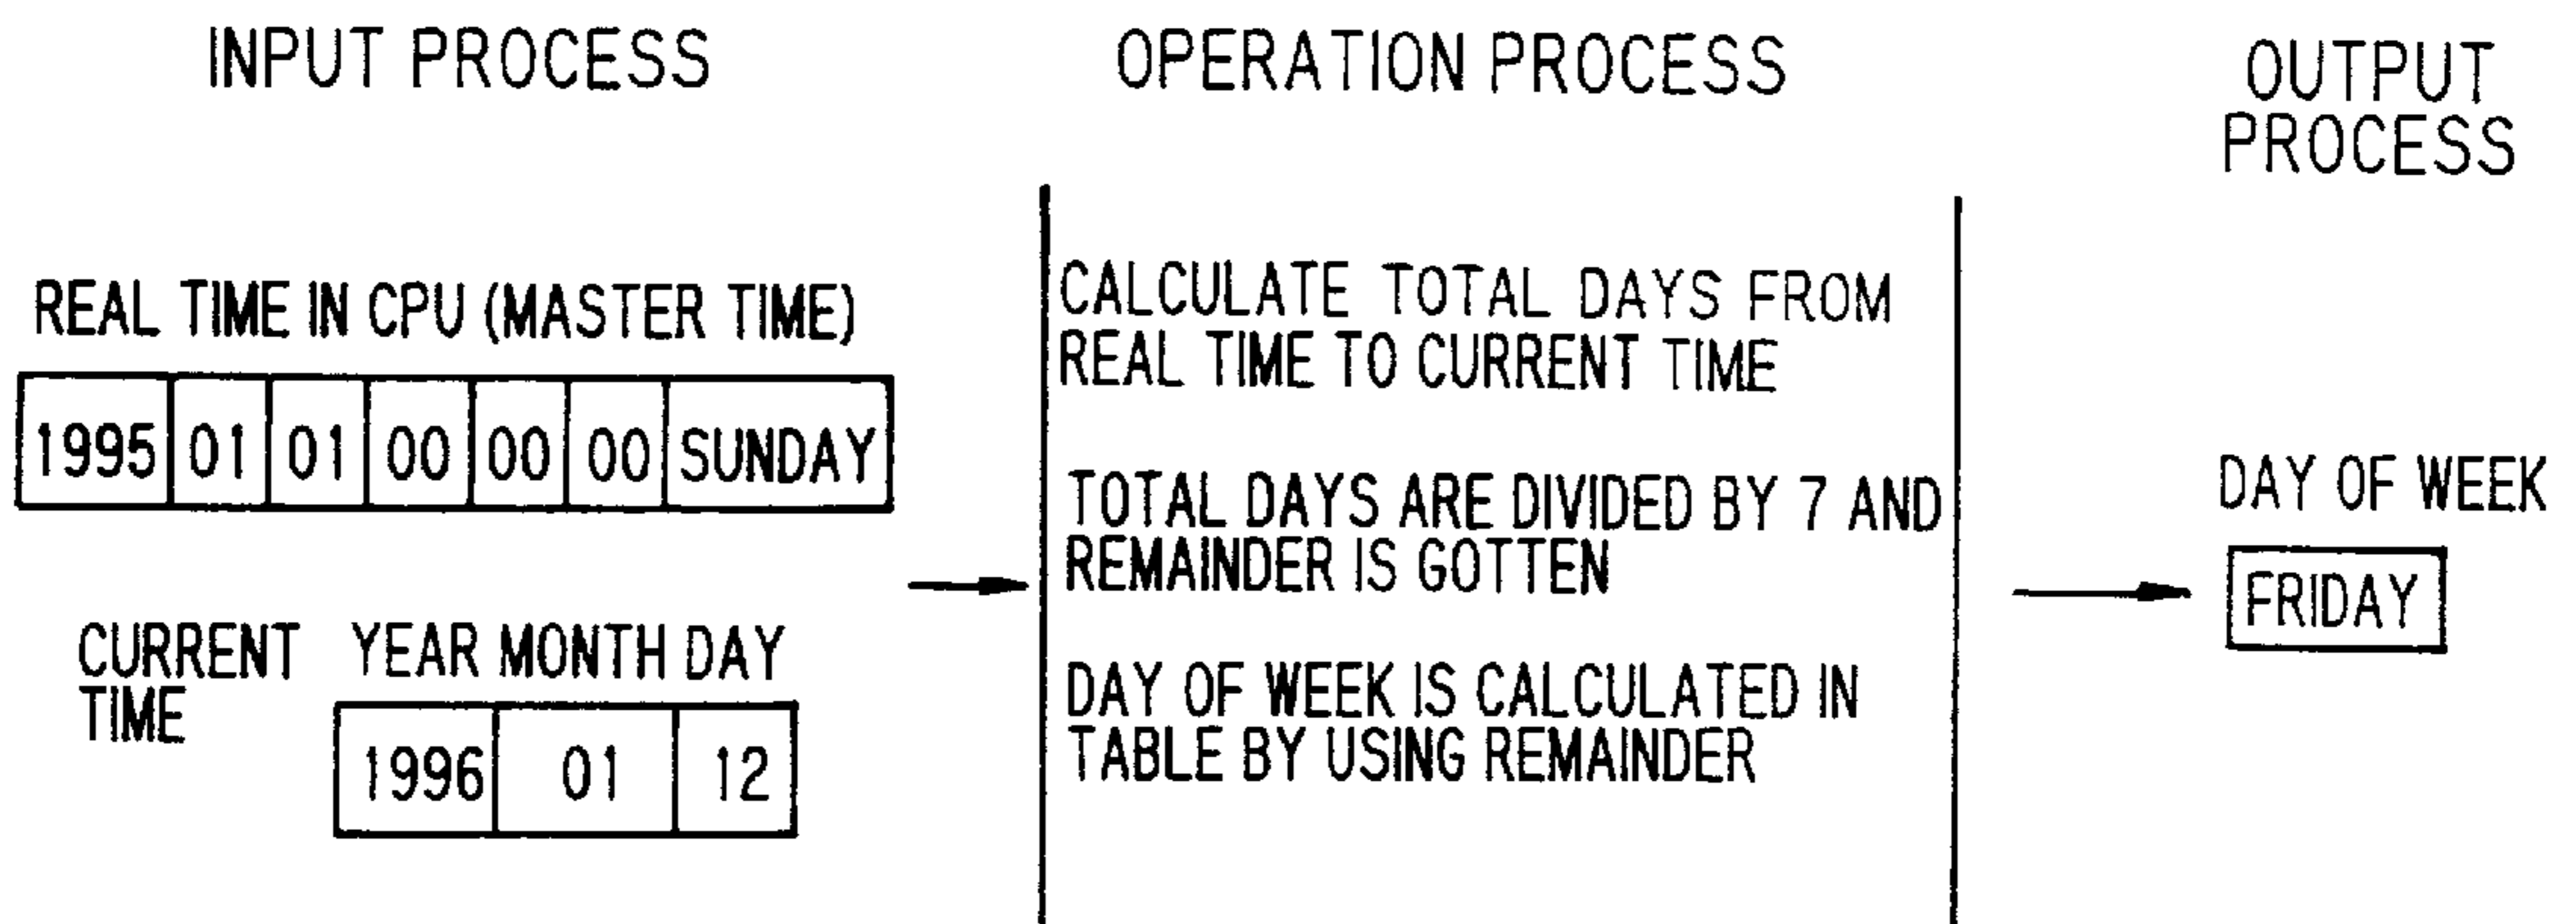 INPUT PROCESS
REAL TIME IN CPU (MASTER TIME)
1995 01 01 00 00 00 SUNDAY
CURRENT
TIME
YEAR MONTH DAY
1996 01 12
OPERATION PROCESS
CALCULATE TOTAL DAYS FROM
REAL TIME TO CURRENT TIME
TOTAL DAYS ARE DIVIDED BY 7 AND
REMAINDER IS GOTTEN
DAY OF WEEK IS CALCULATED IN
TABLE BY USING REMAINDER
OUTPUT
PROCESS
DAY OF WEEK
FRIDAY